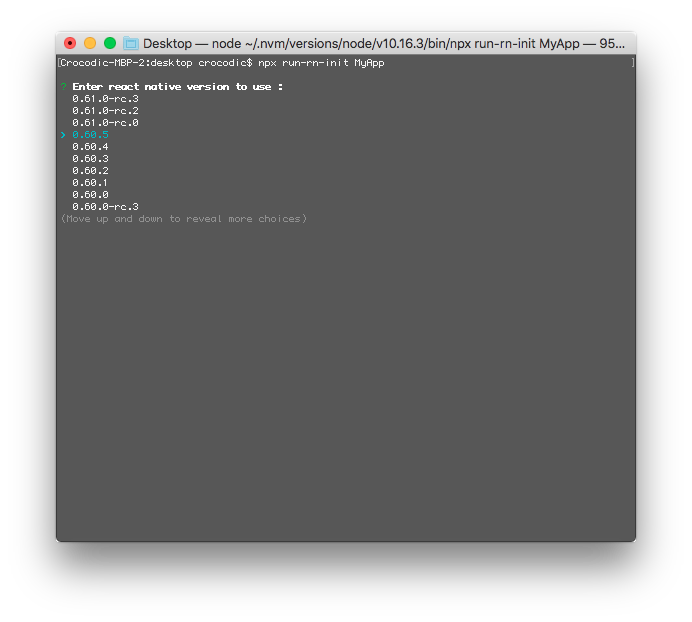 Desktop — node ~/.nvm/versions/node/v10.16.3/bin/npx run-rn-init MyApp — 95...
[Crocodic-MBP-2:desktop crocodic$ npx run-rn-init MyApp ]
? Enter react native version to use :
0.61.0-rc.3
0.61.0-rc.2
0.61.0-rc.0
❯ 0.60.5
0.60.4
0.60.3
0.60.2
0.60.1
0.60.0
0.60.0-rc.3
(Move up and down to reveal more choices)